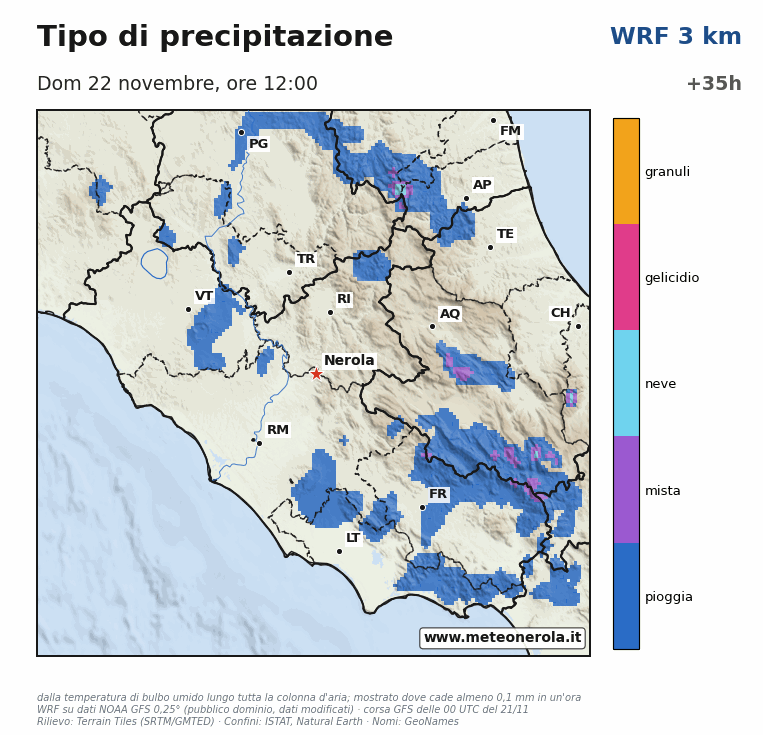 Tipo di precipitazione
WRF 3 km
Dom 22 novembre, ore 12:00
+35h
FM
PG
AP
TE
TR
VT
RI
AQ
CH
Nerola
RM
FR
LT
www.meteonerola.it
granuli
gelicidio
neve
mista
pioggia
dalla temperatura di bulbo umido lungo tutta la colonna d'aria; mostrato dove cade almeno 0,1 mm in un'ora
WRF su dati NOAA GFS 0,25° (pubblico dominio, dati modificati) · corsa GFS delle 00 UTC del 21/11
Rilievo: Terrain Tiles (SRTM/GMTED) · Confini: ISTAT, Natural Earth · Nomi: GeoNames